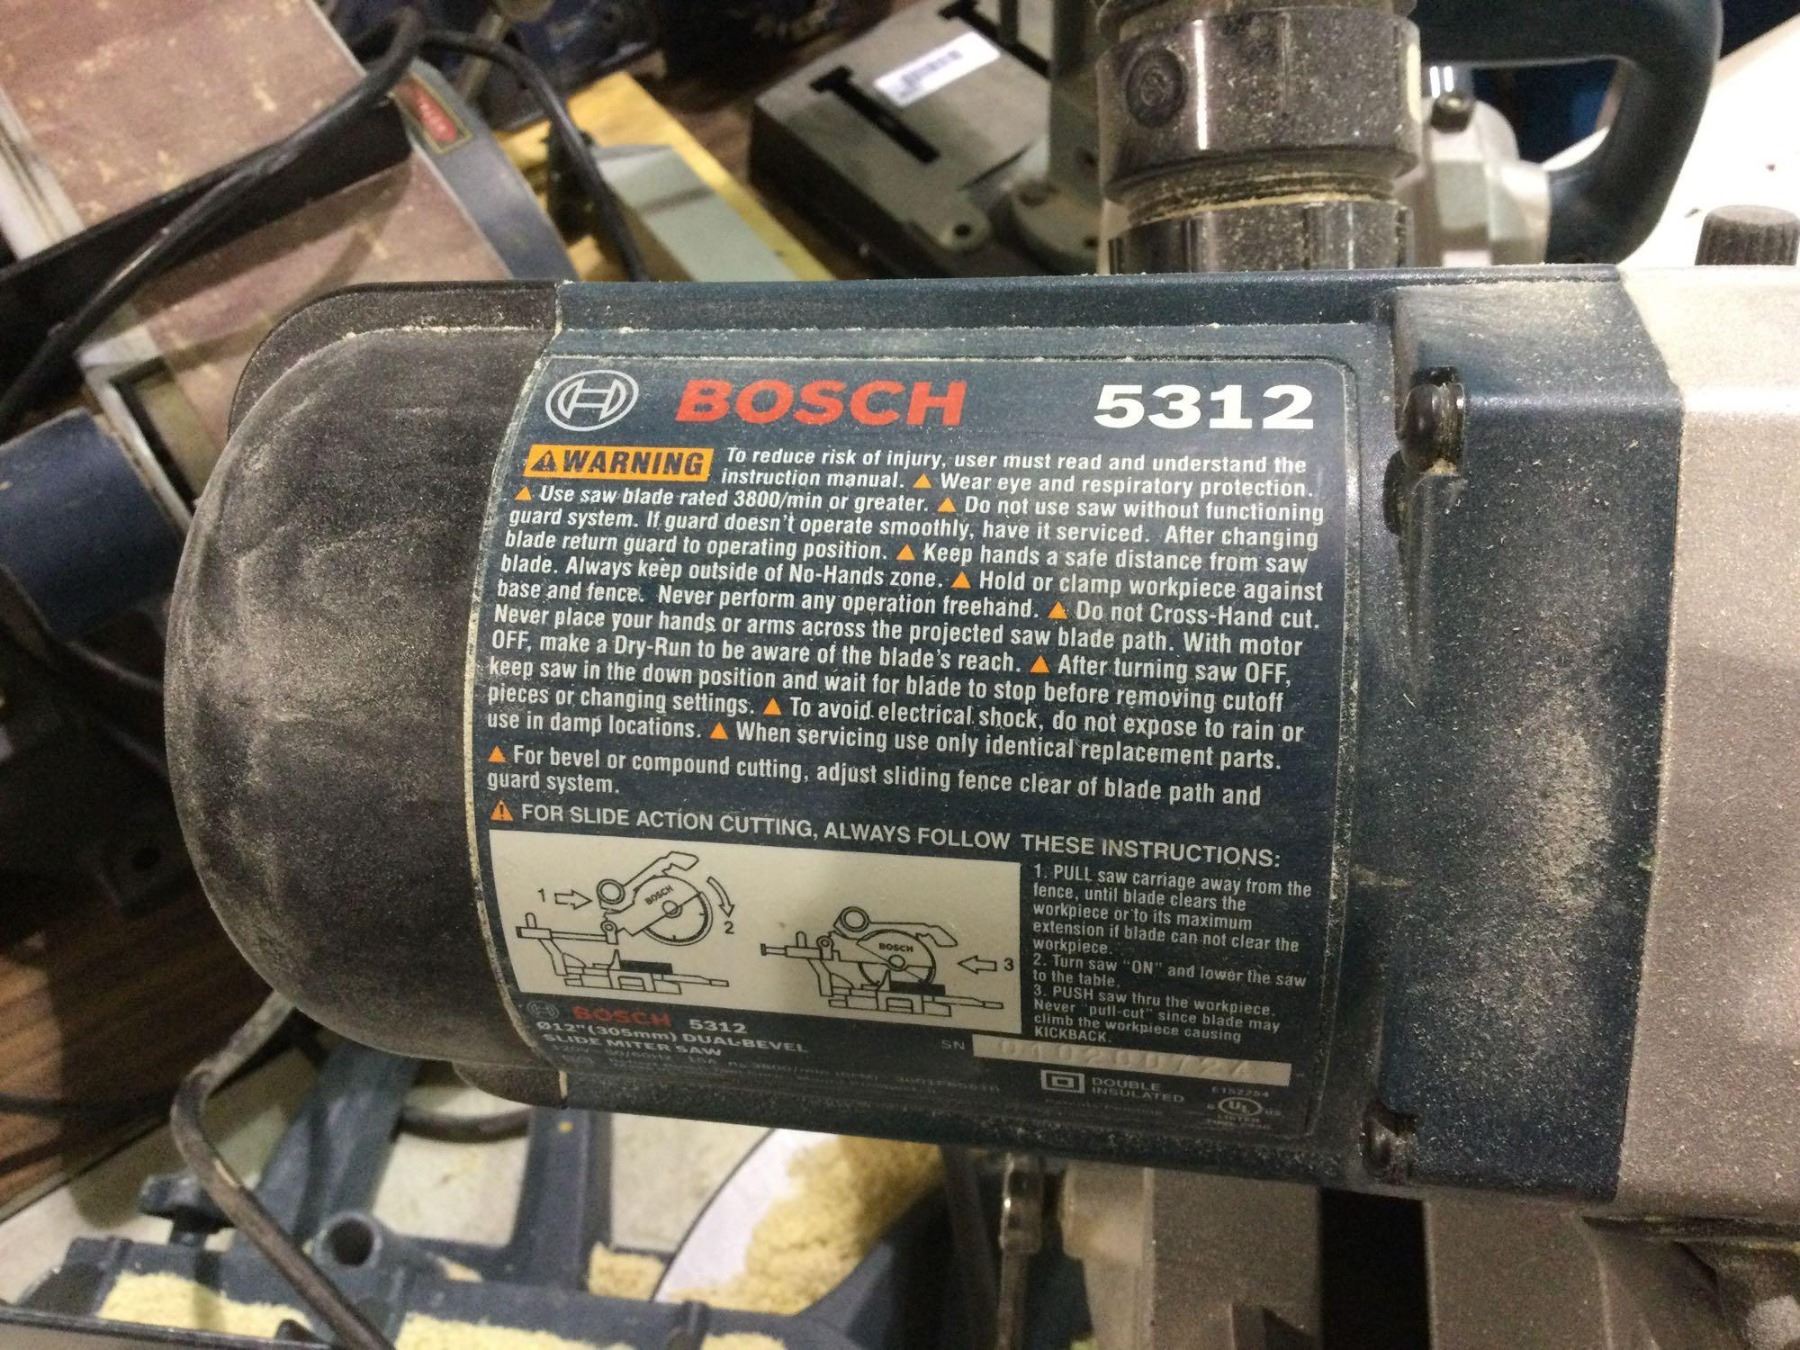 BOSCH 5312
WARNING To reduce risk of injury, user must read and understand the
instruction manual. Wear eye and respiratory protection.
Use saw blade rated 3800/min or greater. Do not use saw without functioning
guard system. If guard doesn't operate smoothly, have it serviced. After changing
blade return guard to operating position. Keep hands a safe distance from saw
blade. Always keep outside of No-Hands zone. Hold or clamp workpiece against
base and fence. Never perform any operation freehand. Do not Cross-Hand cut.
Never place your hands or arms across the projected saw blade path. With motor
OFF, make a Dry-Run to be aware of the blade's reach. After turning saw OFF,
keep saw in the down position and wait for blade to stop before removing cutoff
pieces or changing settings. To avoid electrical shock, do not expose to rain or
use in damp locations. When servicing use only identical replacement parts.
For bevel or compound cutting, adjust sliding fence clear of blade path and
guard system.
FOR SLIDE ACTION CUTTING, ALWAYS FOLLOW THESE INSTRUCTIONS:
1
BOSCH
2
BOSCH
3
1. PULL saw carriage away from the
fence, until blade clears the
workpiece or to its maximum
extension if blade can not clear the
workpiece.
2. Turn saw "ON" and lower the saw
to the table.
3. PUSH saw thru the workpiece.
Never "pull-cut" since blade may
climb the workpiece causing
KICKBACK.
BOSCH 5312
Ø12"(305mm) DUAL-BEVEL
SLIDE MITER SAW
SN
DOUBLE
INSULATED
E152254
UL